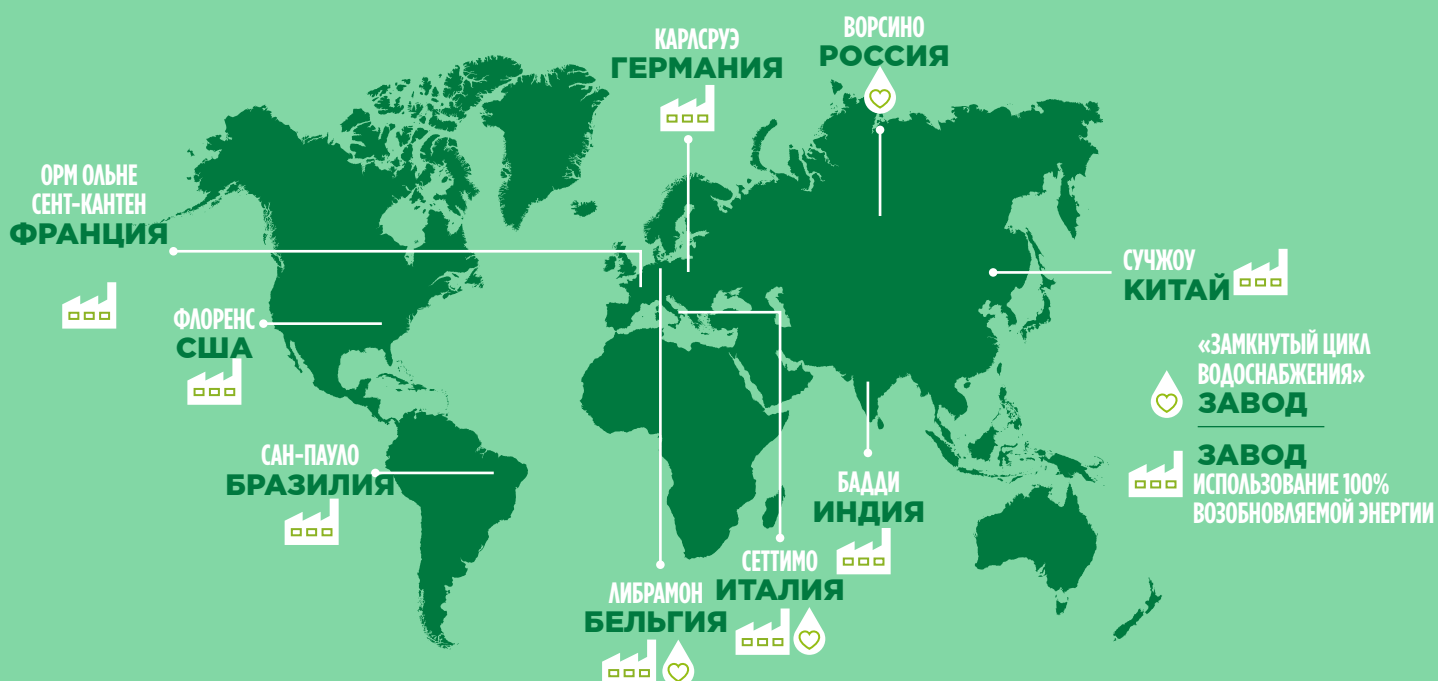 КАРЛСРУЭ
ГЕРМАНИЯ
ВОРСИНО
РОССИЯ
ОРМ ОЛЬНЕ
СЕНТ-КАНТЕН
ФРАНЦИЯ
СУЧЖОУ
КИТАЙ
ФЛОРЕНС
США
«ЗАМКНУТЫЙ ЦИКЛ
ВОДОСНАБЖЕНИЯ»
ЗАВОД
САН-ПАУЛО
БРАЗИЛИЯ
ЗАВОД
ИСПОЛЬЗОВАНИЕ 100%
ВОЗОБНОВЛЯЕМОЙ ЭНЕРГИИ
БАДДИ
ИНДИЯ
СЕТТИМО
ИТАЛИЯ
ЛИБРАМОН
БЕЛЬГИЯ